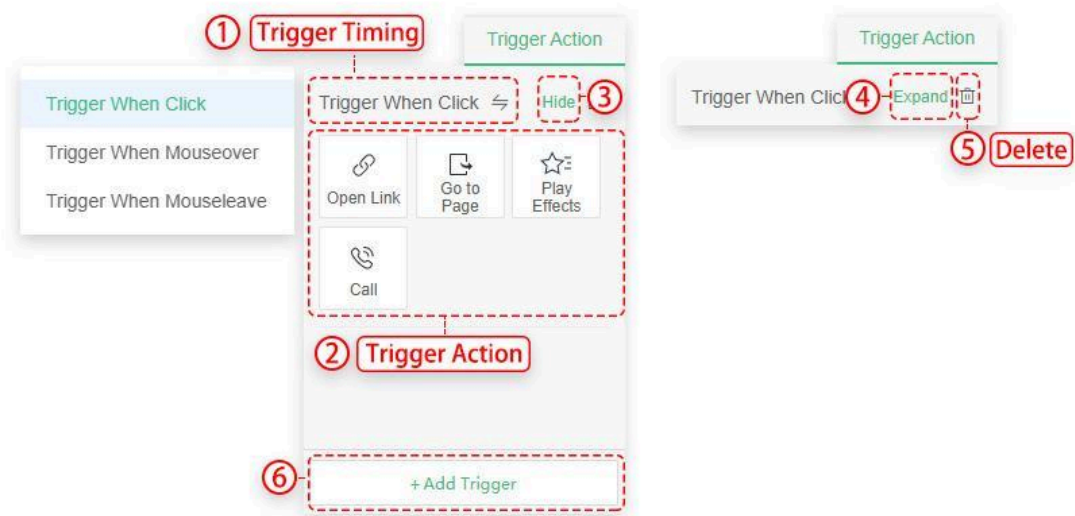 ① Trigger Timing
Trigger Action
Trigger When Click
Trigger When Mouseover
Trigger When Mouseleave
Trigger When Click
Hide
③
Open Link
Go to
Page
Play
Effects
Call
② Trigger Action
⑥
+ Add Trigger
Trigger Action
Trigger When Clic
④
Expand
⑤ Delete